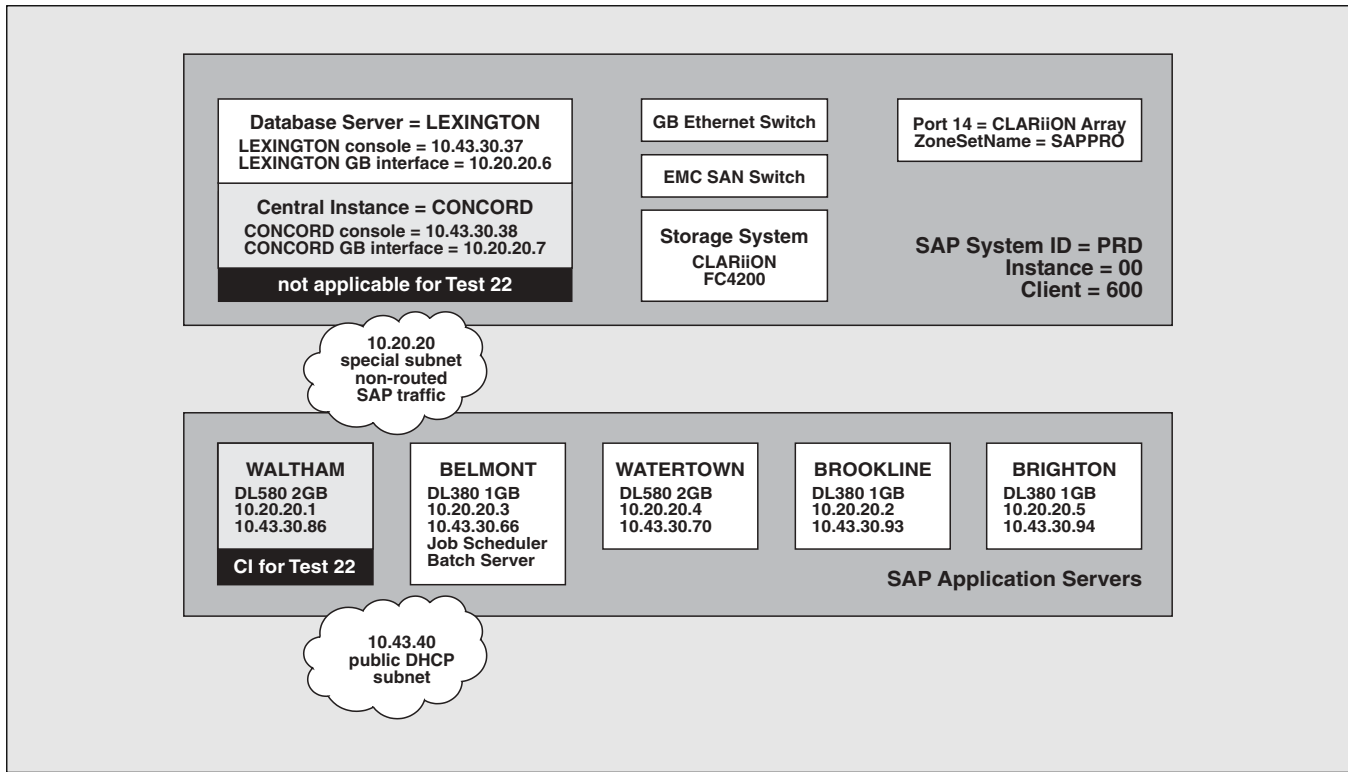 Database Server = LEXINGTON
LEXINGTON console = 10.43.30.37
LEXINGTON GB interface = 10.20.20.6
Central Instance = CONCORD
CONCORD console = 10.43.30.38
CONCORD GB interface = 10.20.20.7
not applicable for Test 22
GB Ethernet Switch
EMC SAN Switch
Storage System
CLARiiON
FC4200
Port 14 = CLARiiON Array
ZoneSetName = SAPPRO
SAP System ID = PRD
Instance = 00
Client = 600
10.20.20
special subnet
non-routed
SAP traffic
WALTHAM
DL580 2GB
10.20.20.1
10.43.30.86
CI for Test 22
BELMONT
DL380 1GB
10.20.20.3
10.43.30.66
Job Scheduler
Batch Server
WATERTOWN
DL580 2GB
10.20.20.4
10.43.30.70
BROOKLINE
DL380 1GB
10.20.20.2
10.43.30.93
BRIGHTON
DL380 1GB
10.20.20.5
10.43.30.94
SAP Application Servers
10.43.40
public DHCP
subnet